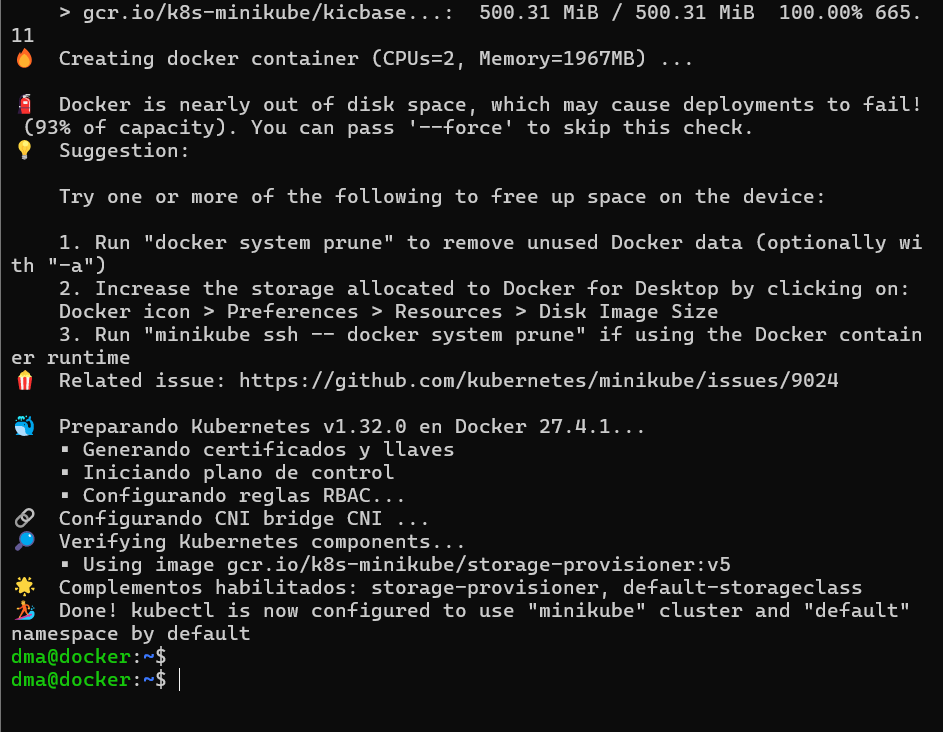 > gcr.io/k8s-minikube/kicbase...:  500.31 MiB / 500.31 MiB  100.00% 665.
11
🔥  Creating docker container (CPUs=2, Memory=1967MB) ...
🧯  Docker is nearly out of disk space, which may cause deployments to fail!
(93% of capacity). You can pass '--force' to skip this check.
💡  Suggestion:
Try one or more of the following to free up space on the device:
1. Run "docker system prune" to remove unused Docker data (optionally wi
th "-a")
2. Increase the storage allocated to Docker for Desktop by clicking on:
Docker icon > Preferences > Resources > Disk Image Size
3. Run "minikube ssh -- docker system prune" if using the Docker contain
er runtime
🍿  Related issue: https://github.com/kubernetes/minikube/issues/9024
🐳  Preparando Kubernetes v1.32.0 en Docker 27.4.1...
▪ Generando certificados y llaves
▪ Iniciando plano de control
▪ Configurando reglas RBAC...
🔗  Configurando CNI bridge CNI ...
🔎  Verifying Kubernetes components...
▪ Using image gcr.io/k8s-minikube/storage-provisioner:v5
🌟  Complementos habilitados: storage-provisioner, default-storageclass
🏄  Done! kubectl is now configured to use "minikube" cluster and "default"
namespace by default
dma@docker:~$
dma@docker:~$